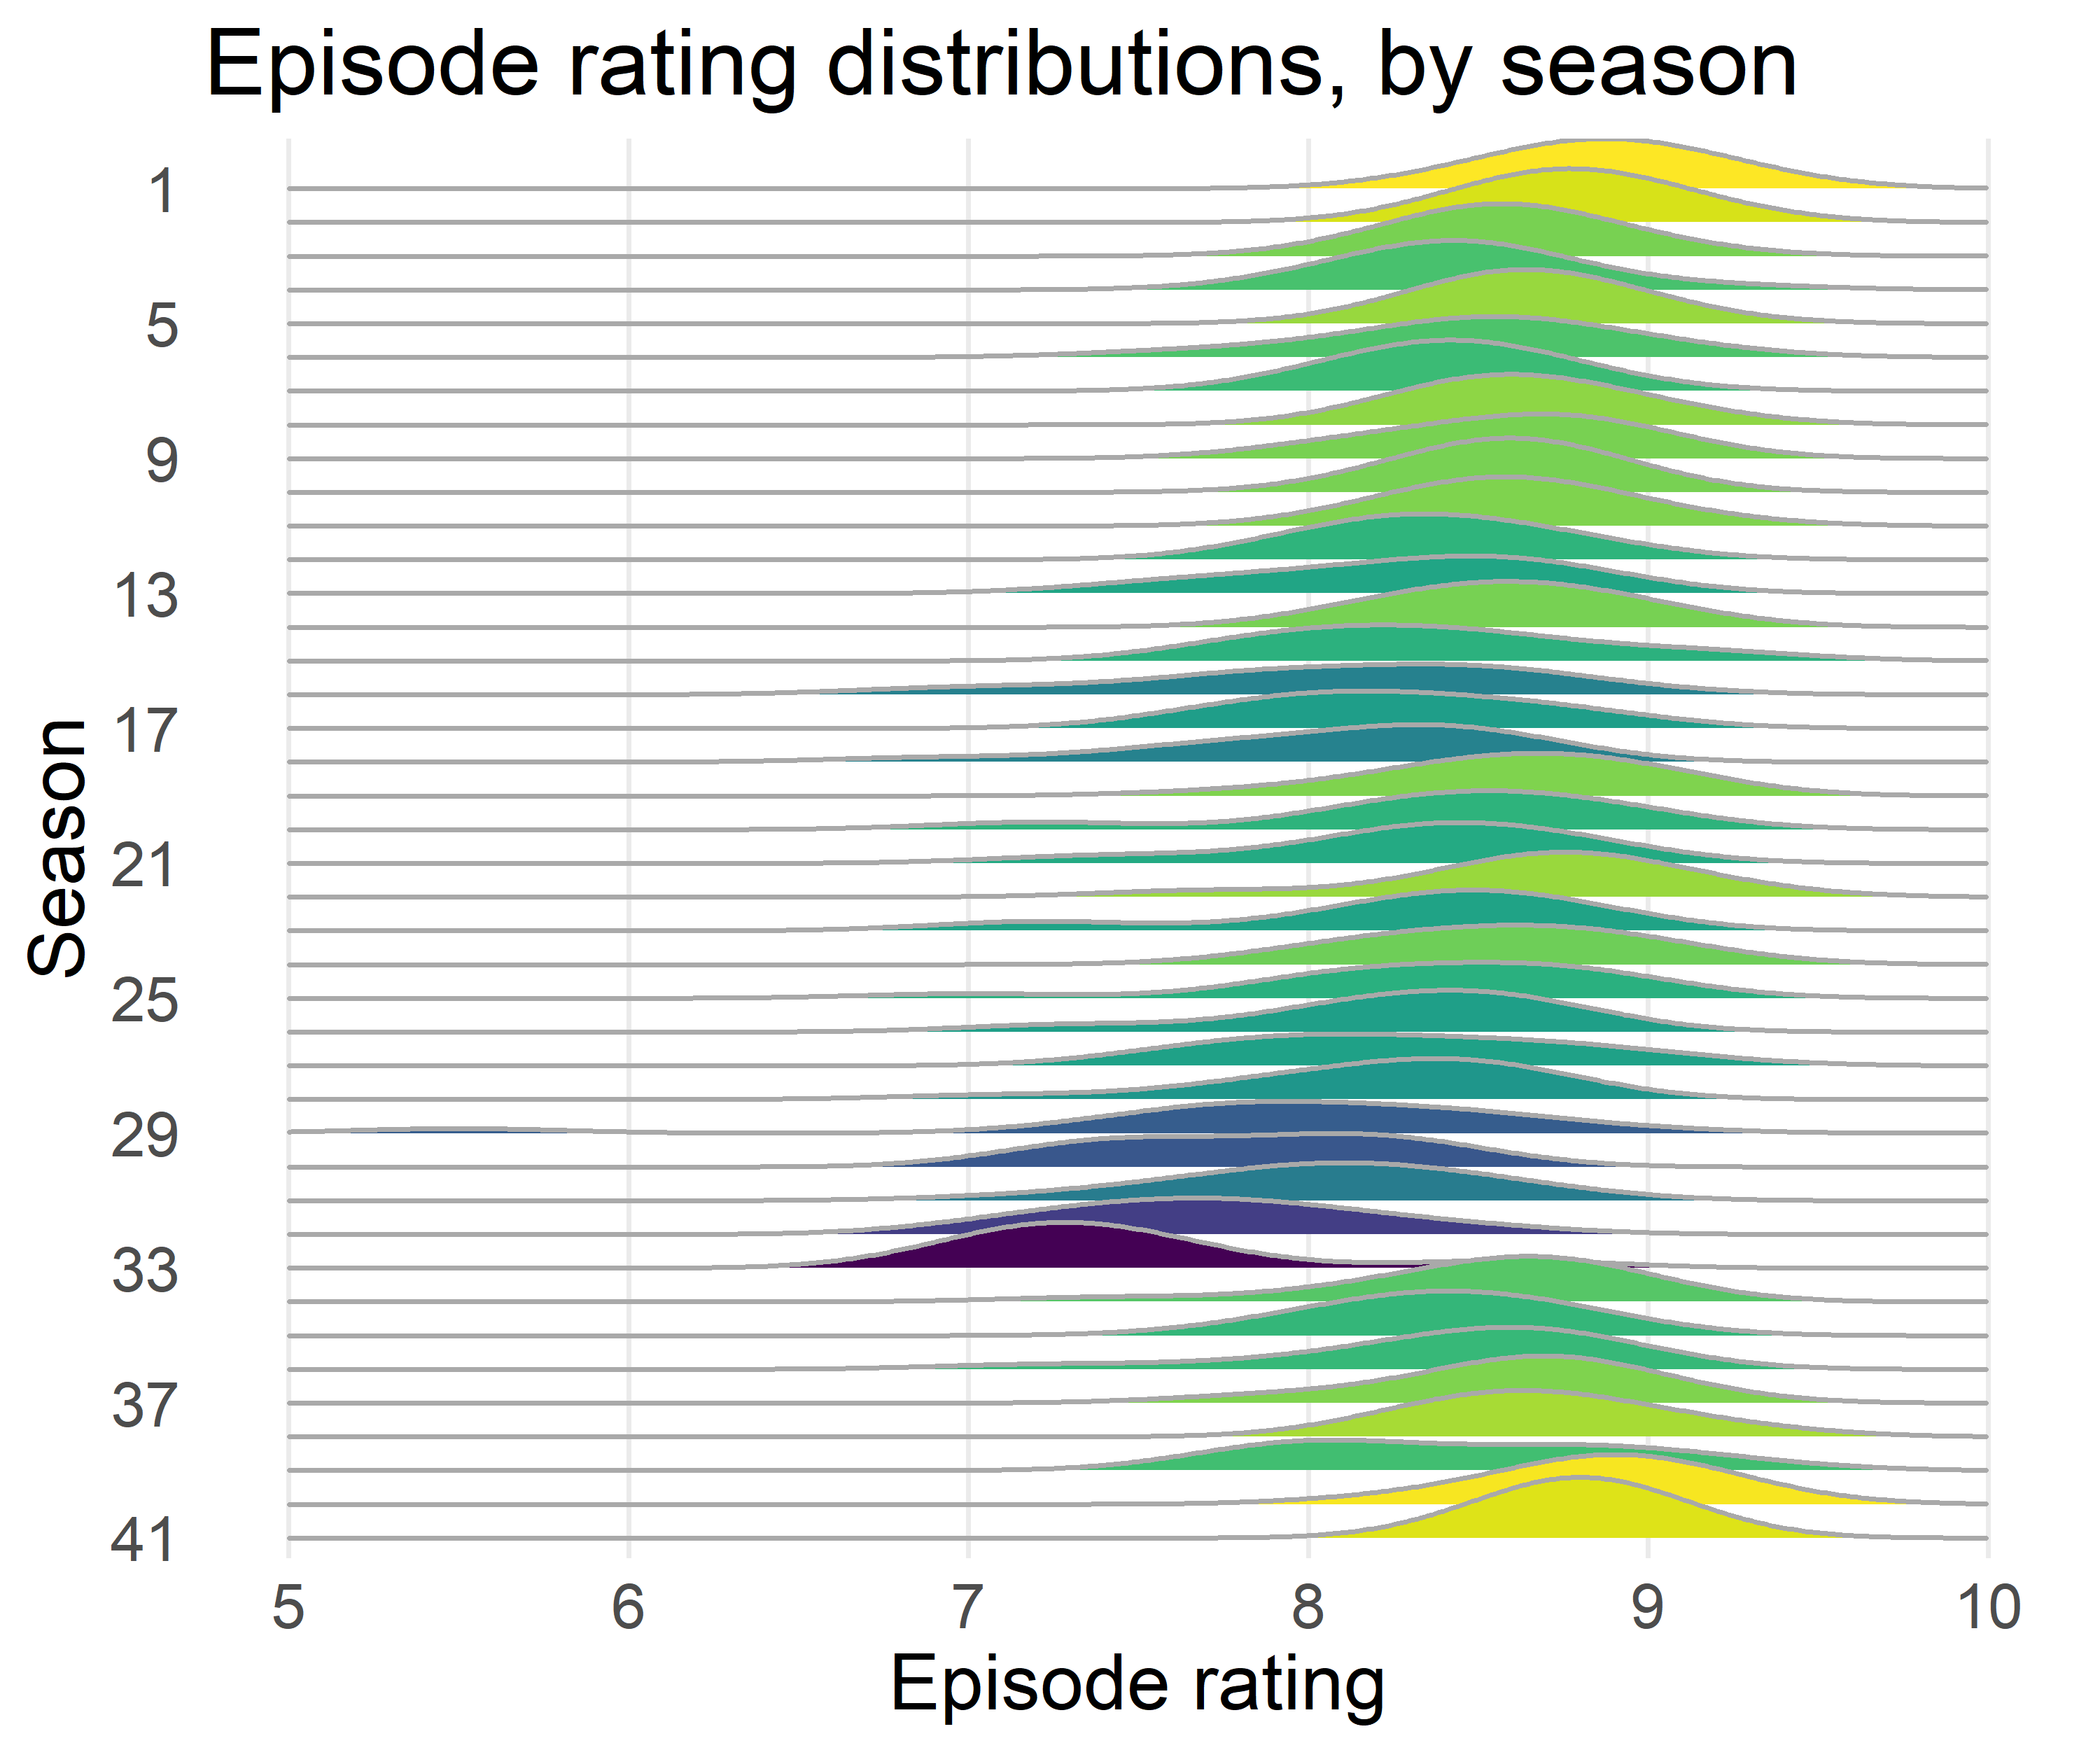 Episode rating distributions, by season
Season
1
5
9
13
17
21
25
29
33
37
41
5 6 7 8 9 10
Episode rating